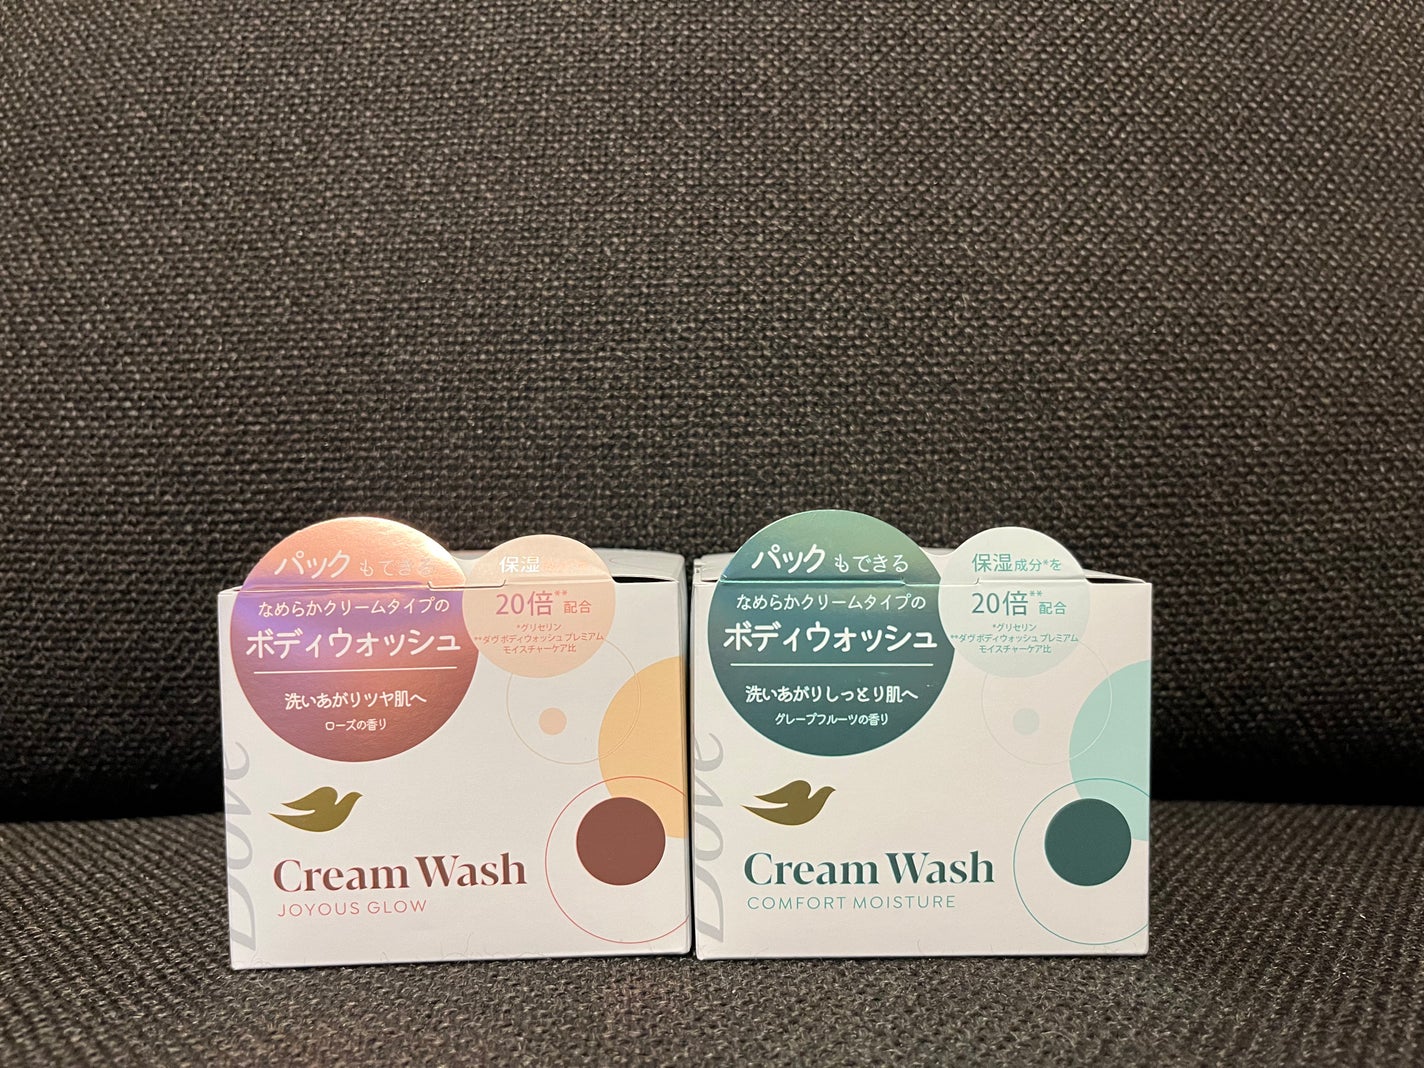 パックもできる
なめらかクリームタイプの
ボディウォッシュ
洗いあがりツヤ肌へ
ローズの香り
保湿
20倍**配合
*グリセリン
**ダヴ ボディウォッシュ プレミアム
モイスチャーケア比
Dove
Cream Wash
JOYOUS GLOW
パックもできる
なめらかクリームタイプの
ボディウォッシュ
洗いあがりしっとり肌へ
グレープフルーツの香り
保湿成分*を
20倍**配合
*グリセリン
**ダヴ ボディウォッシュ プレミアム
モイスチャーケア比
Dove
Cream Wash
COMFORT MOISTURE